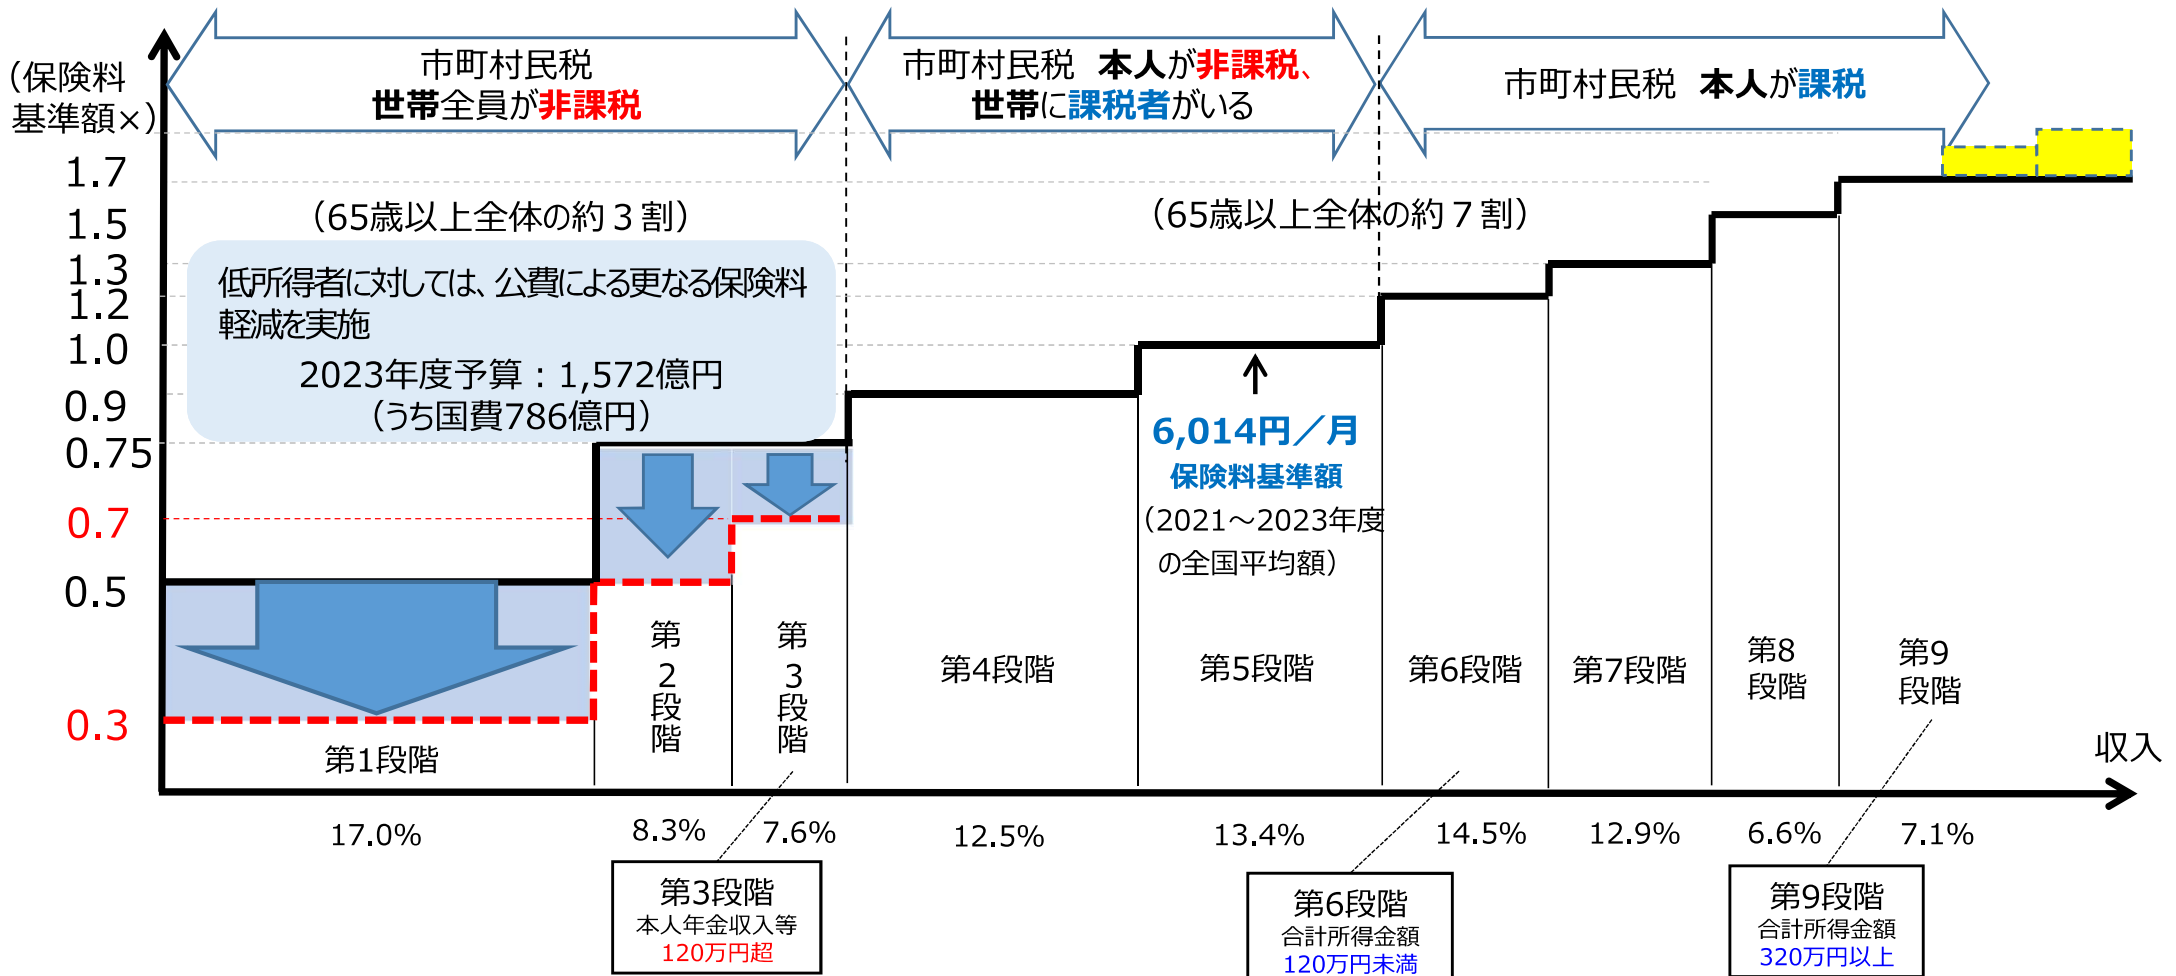 （保険料
基準額×）
市町村民税
世帯全員が非課税
市町村民税　本人が非課税、
世帯に課税者がいる
市町村民税　本人が課税
1.7
1.5
1.3
1.2
1.0
0.9
0.75
0.7
0.5
0.3
（65歳以上全体の約３割）
（65歳以上全体の約７割）
低所得者に対しては、公費による更なる保険料
軽減を実施
2023年度予算：1,572億円
（うち国費786億円）
6,014円／月
保険料基準額
（2021～2023年度
の全国平均額）
第1段階
第２段階
第３段階
第4段階
第5段階
第6段階
第7段階
第8
段階
第9
段階
収入
17.0%
8.3%
7.6%
12.5%
13.4%
14.5%
12.9%
6.6%
7.1%
第3段階
本人年金収入等
120万円超
第6段階
合計所得金額
120万円未満
第9段階
合計所得金額
320万円以上